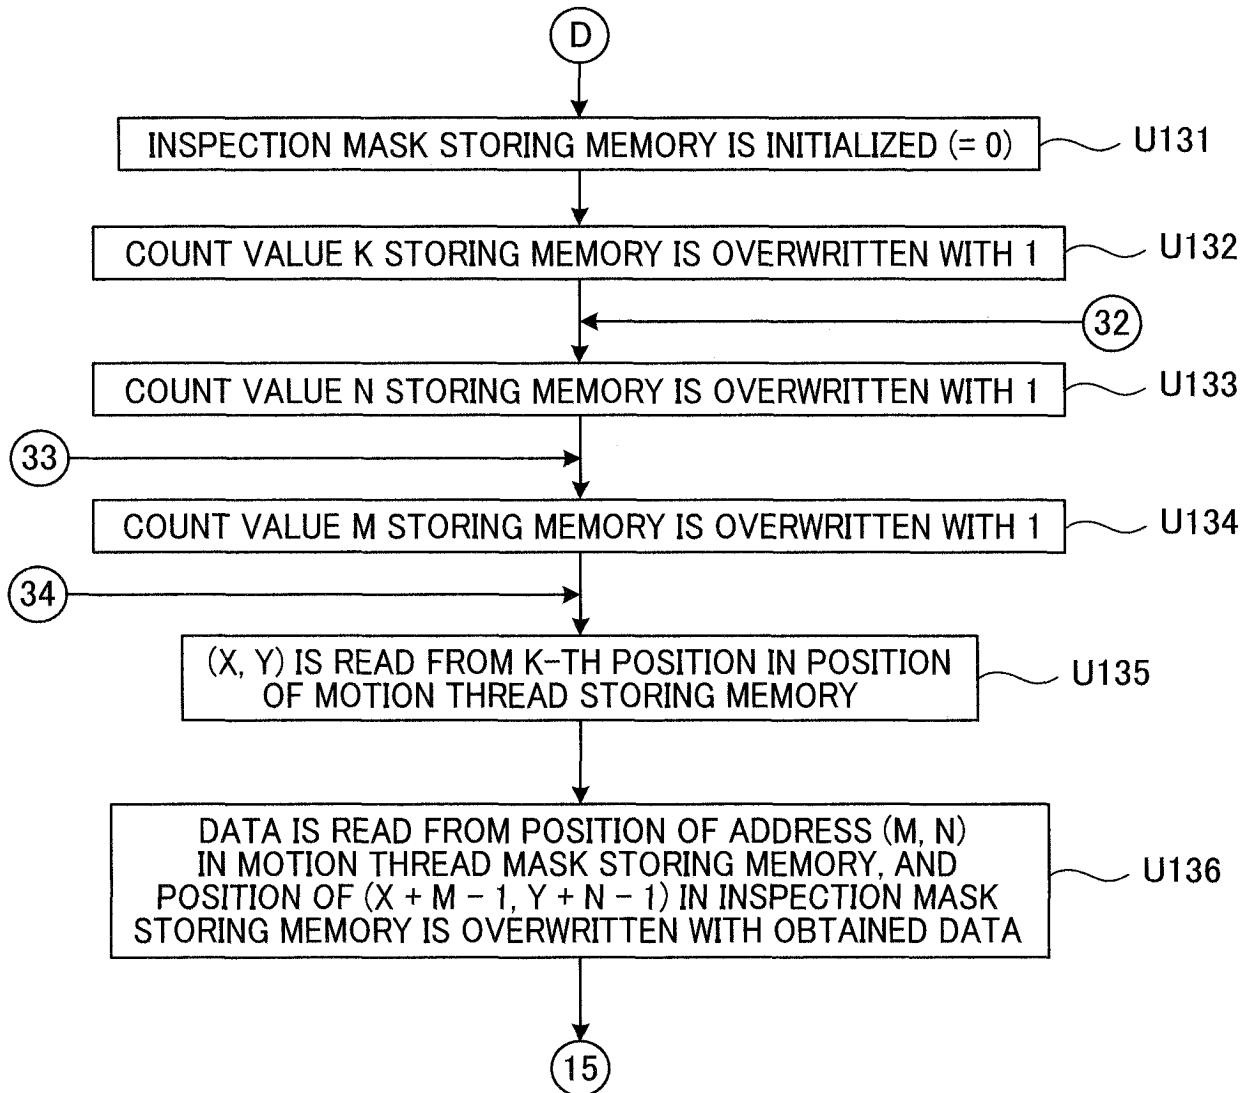 D
INSPECTION MASK STORING MEMORY IS INITIALIZED (= 0)
U131
COUNT VALUE K STORING MEMORY IS OVERWRITTEN WITH 1
U132
32
COUNT VALUE N STORING MEMORY IS OVERWRITTEN WITH 1
U133
33
COUNT VALUE M STORING MEMORY IS OVERWRITTEN WITH 1
U134
34
(X, Y) IS READ FROM K-TH POSITION IN POSITION
OF MOTION THREAD STORING MEMORY
U135
DATA IS READ FROM POSITION OF ADDRESS (M, N)
IN MOTION THREAD MASK STORING MEMORY, AND
POSITION OF (X + M − 1, Y + N − 1) IN INSPECTION MASK
STORING MEMORY IS OVERWRITTEN WITH OBTAINED DATA
U136
15